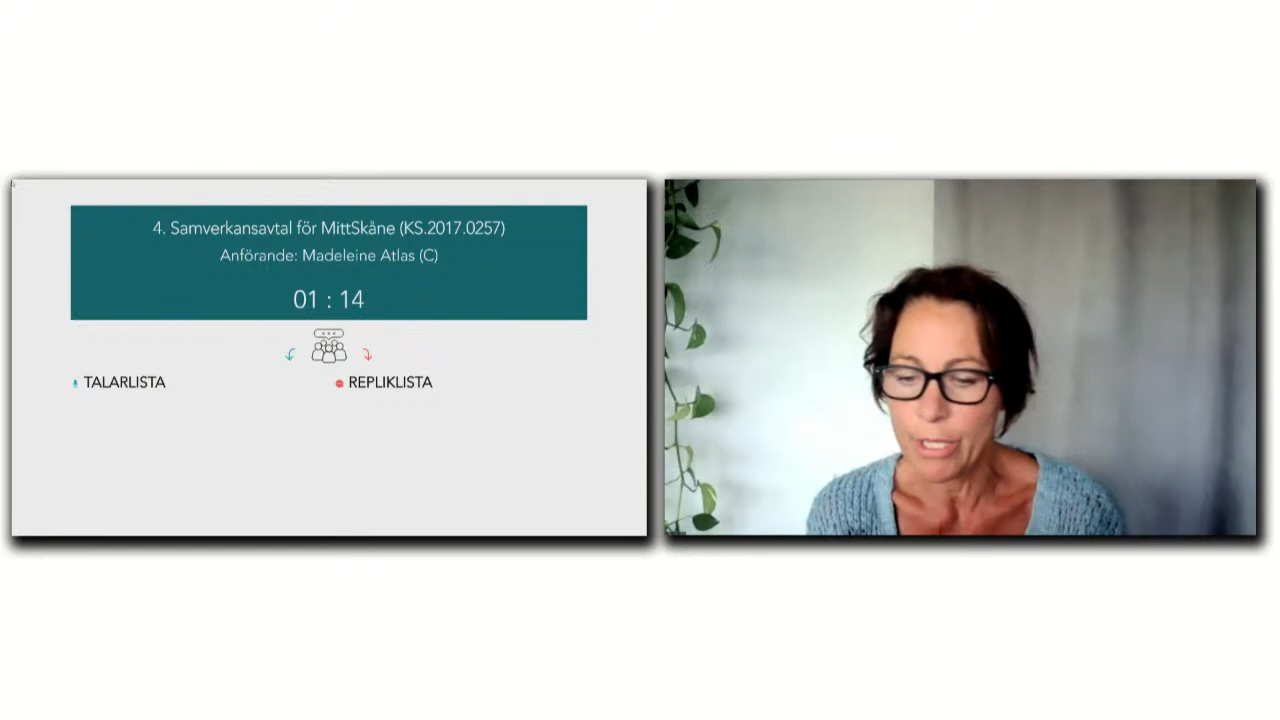 4. Samverkansavtal för MittSkåne (KS.2017.0257)
Anförande: Madeleine Atlas (C)
01 : 14
TALARLISTA
REPLIKLISTA